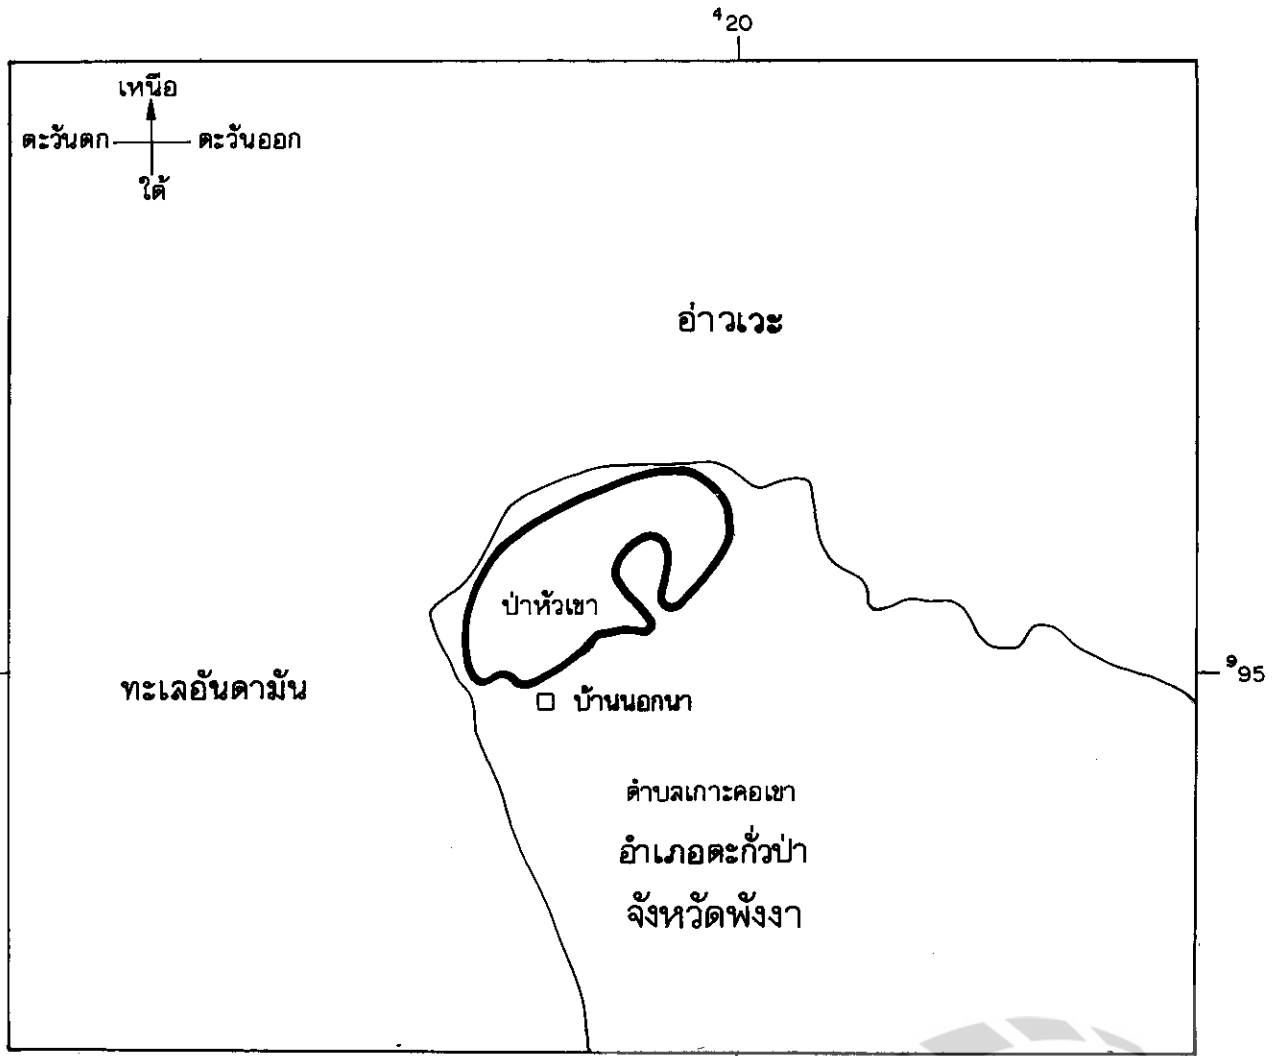 ⁴20
เหนือ
ตะวันตก ตะวันออก
ใต้
อ่าวเวะ
ป่าหัวเขา
ทะเลอันดามัน
⁹95
บ้านนอกนา
ตำบลเกาะคอเขา
อำเภอตะกั่วป่า
จังหวัดพังงา